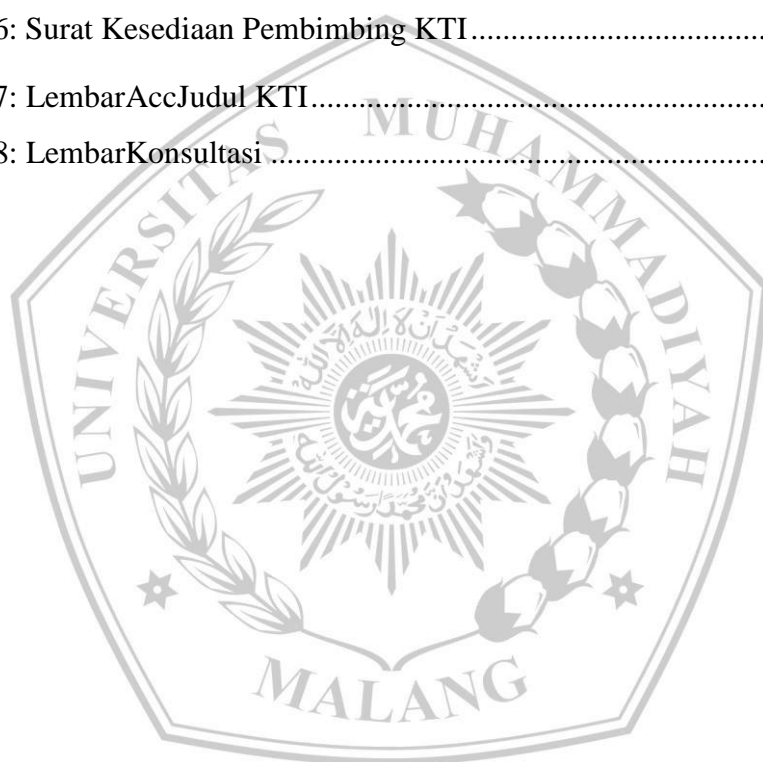 6: Surat Kesediaan Pembimbing KTI..................................
7: LembarAccJudul KTI......................................................
8: LembarKonsultasi ...........................................................
UNIVERSITAS MUHAMMADIYAH
MALANG